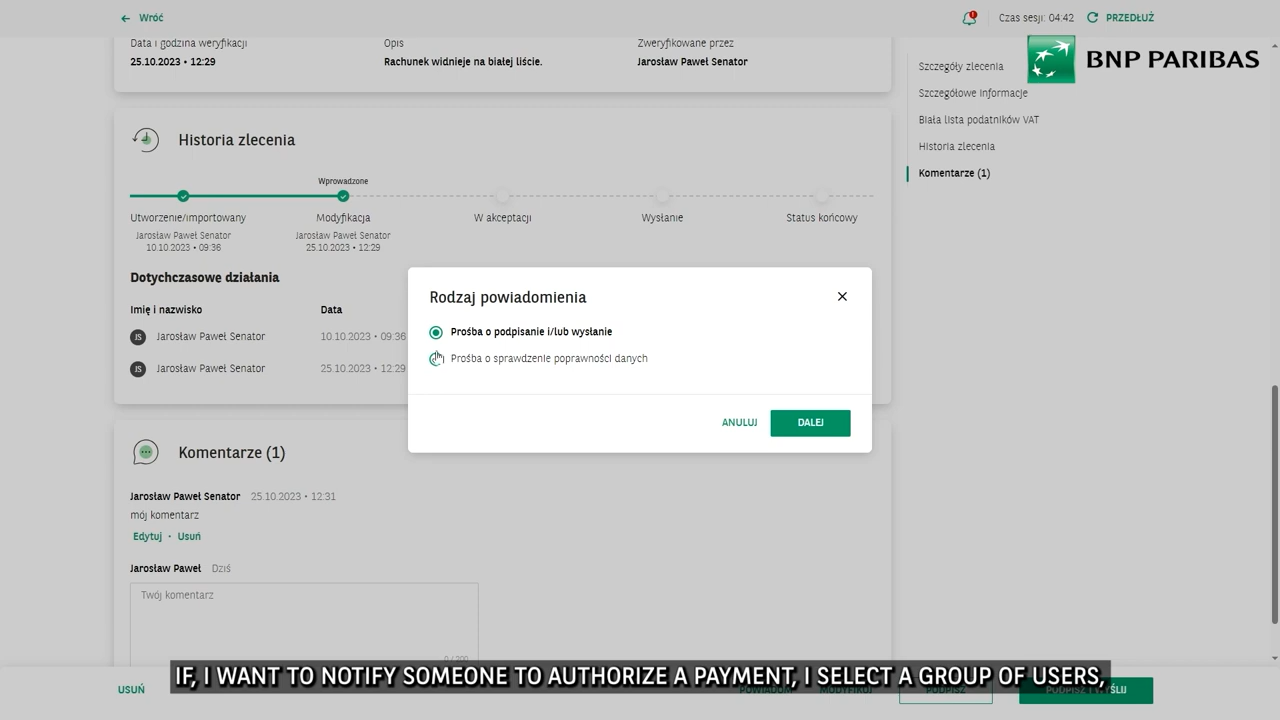 Wróć
Czas sesji: 04:42
PRZEDŁUŻ
BNP PARIBAS
Data i godzina weryfikacji
Opis
Zweryfikowane przez
25.10.2023 • 12:29
Rachunek widnieje na białej liście.
Jarosław Paweł Senator
Szczegóły zlecenia
Szczegółowe informacje
Biała lista podatników VAT
Historia zlecenia
Komentarze (1)
Historia zlecenia
Wprowadzone
Utworzenie/importowany
Modyfikacja
W akceptacji
Wysłanie
Status końcowy
Jarosław Paweł Senator
10.10.2023 • 09:36
Jarosław Paweł Senator
25.10.2023 • 12:29
Dotychczasowe działania
Imię i nazwisko
Data
JS Jarosław Paweł Senator 10.10.2023 • 09:36
JS Jarosław Paweł Senator 25.10.2023 • 12:29
Rodzaj powiadomienia
Prośba o podpisanie i/lub wysłanie
Prośba o sprawdzenie poprawności danych
ANULUJ
DALEJ
Komentarze (1)
Jarosław Paweł Senator 25.10.2023 • 12:31
mój komentarz
Edytuj • Usuń
Jarosław Paweł Dziś
Twój komentarz
0 / 200
IF, I WANT TO NOTIFY SOMEONE TO AUTHORIZE A PAYMENT, I SELECT A GROUP OF USERS,
USUŃ